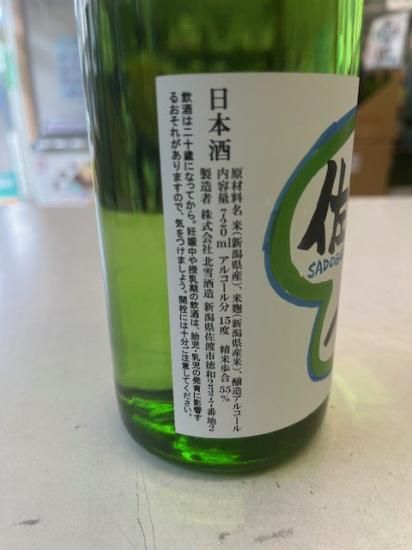 佐
SADOG
日本酒
原材料名 米(新潟県産)、米麹(新潟県産米)、醸造アルコール
内容量 720ml アルコール分 15度 精米歩合 55%
製造者 株式会社 北雪酒造 新潟県佐渡市徳和2377番地2
飲酒は二十歳になってから。妊娠中や授乳期の飲酒は、胎児・乳児の発育に影響す
るおそれがありますので、気をつけましょう。開栓には十分ご注意してください。